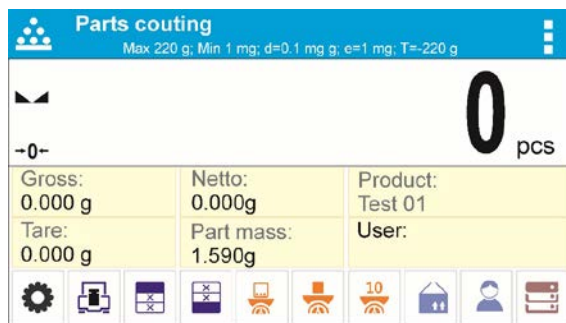 Parts couting
Max 220 g; Min 1 mg; d=0.1 mg g; e=1 mg; T=-220 g
0 pcs
→0←
Gross:
0.000 g
Netto:
0.000g
Product:
Test 01
Tare:
0.000 g
Part mass:
1.590g
User:
10